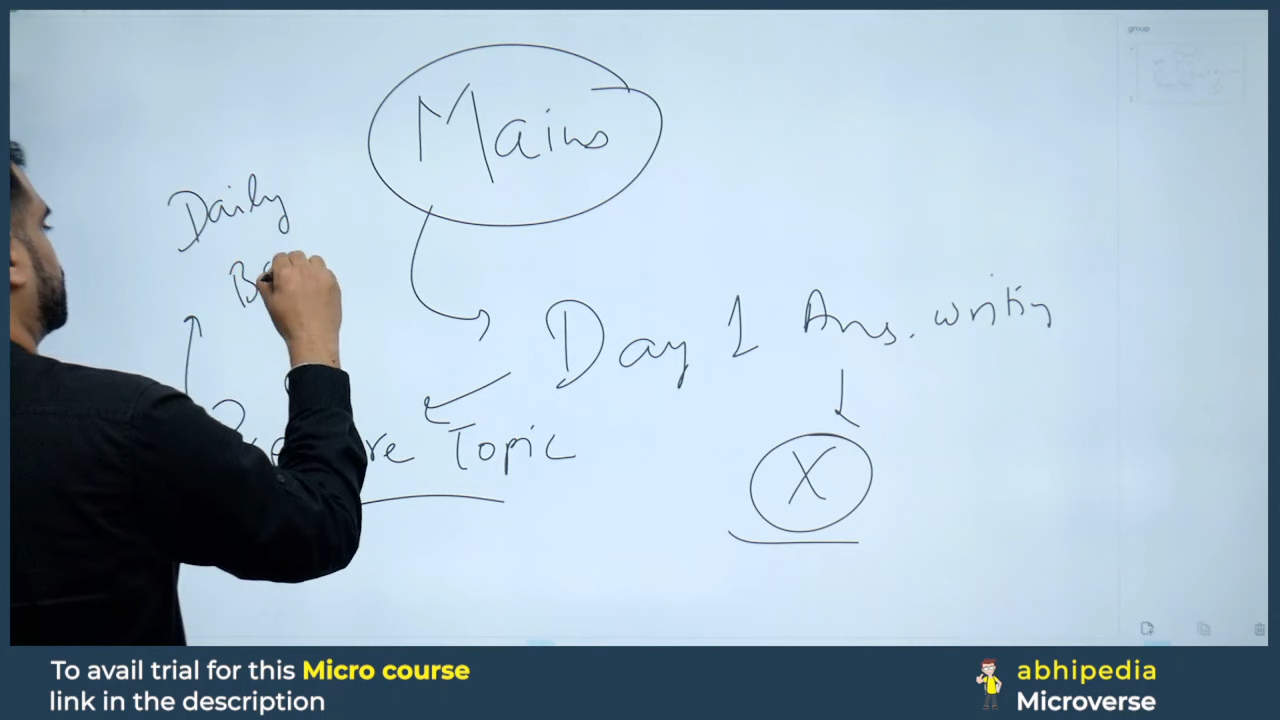 group
Mains
Daily
Day 1 Ans. writing
Topic
X
To avail trial for this Micro course
link in the description
abhipedia
Microverse